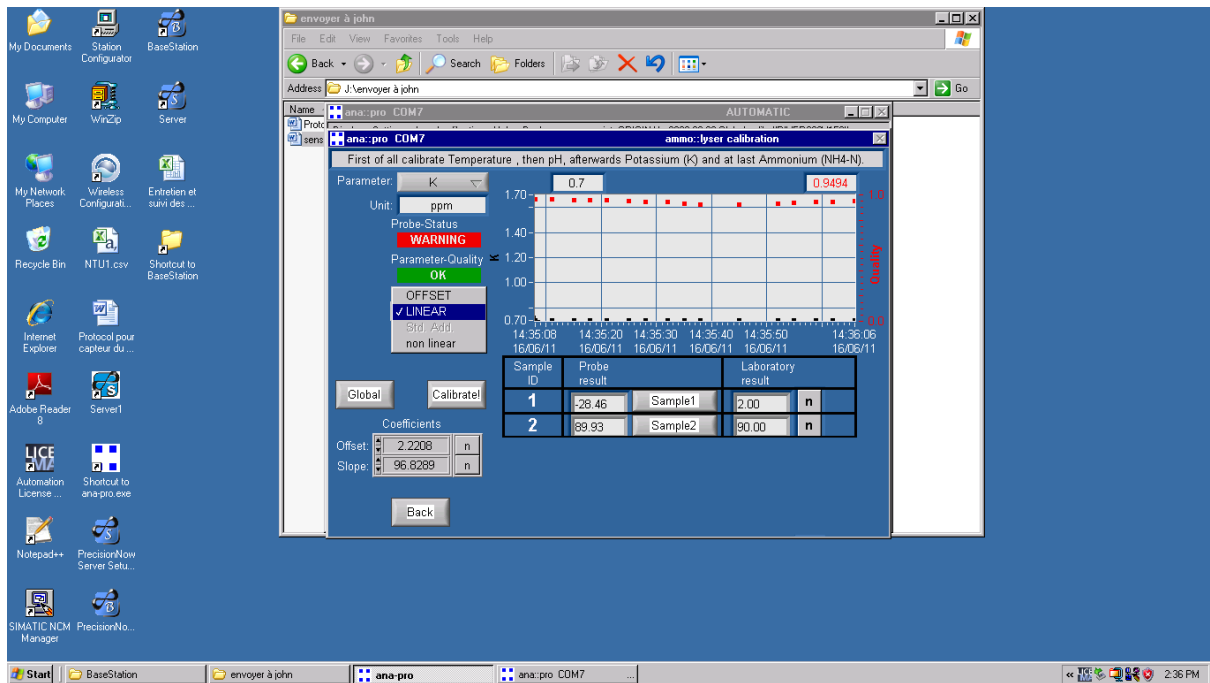 My Documents
Station
Configurator
BaseStation
My Computer
WinZip
Server
My Network
Places
Wireless
Configurati...
Entretien et
suivi des ...
Recycle Bin
NTU1.csv
Shortcut to
BaseStation
Internet
Explorer
Protocol pour
capteur du ...
Adobe Reader
8
Server1
Automation
License ...
Shortcut to
ana-pro.exe
Notepad++
PrecisionNow
Server Setu...
SIMATIC NCM
Manager
PrecisionNo...
envoyer à john
File Edit View Favorites Tools Help
Back Search Folders
Address J:\envoyer à john Go
Name
Proto
sens
ana::pro COM7 AUTOMATIC
ana::pro COM7 ammo::lyser calibration
First of all calibrate Temperature , then pH, afterwards Potassium (K) and at last Ammonium (NH4-N).
Parameter: K
Unit: ppm
Probe-Status
WARNING
Parameter-Quality
OK
OFFSET
✓ LINEAR
Std. Add.
non linear
Global Calibrate!
Coefficients
Offset: 2.2208 n
Slope: 96.8289 n
Back
0.7 0.9494
1.70 1.0
1.40
1.20
1.00
0.70 0.0
K
Quality
14:35:08 14:35:20 14:35:30 14:35:40 14:35:50 14:36:06
16/06/11 16/06/11 16/06/11 16/06/11 16/06/11 16/06/11
Sample Probe Laboratory
ID result result
1 -28.46 Sample1 2.00 n
2 89.93 Sample2 90.00 n
Start BaseStation envoyer à john ana-pro ana::pro COM7 ... 2:36 PM